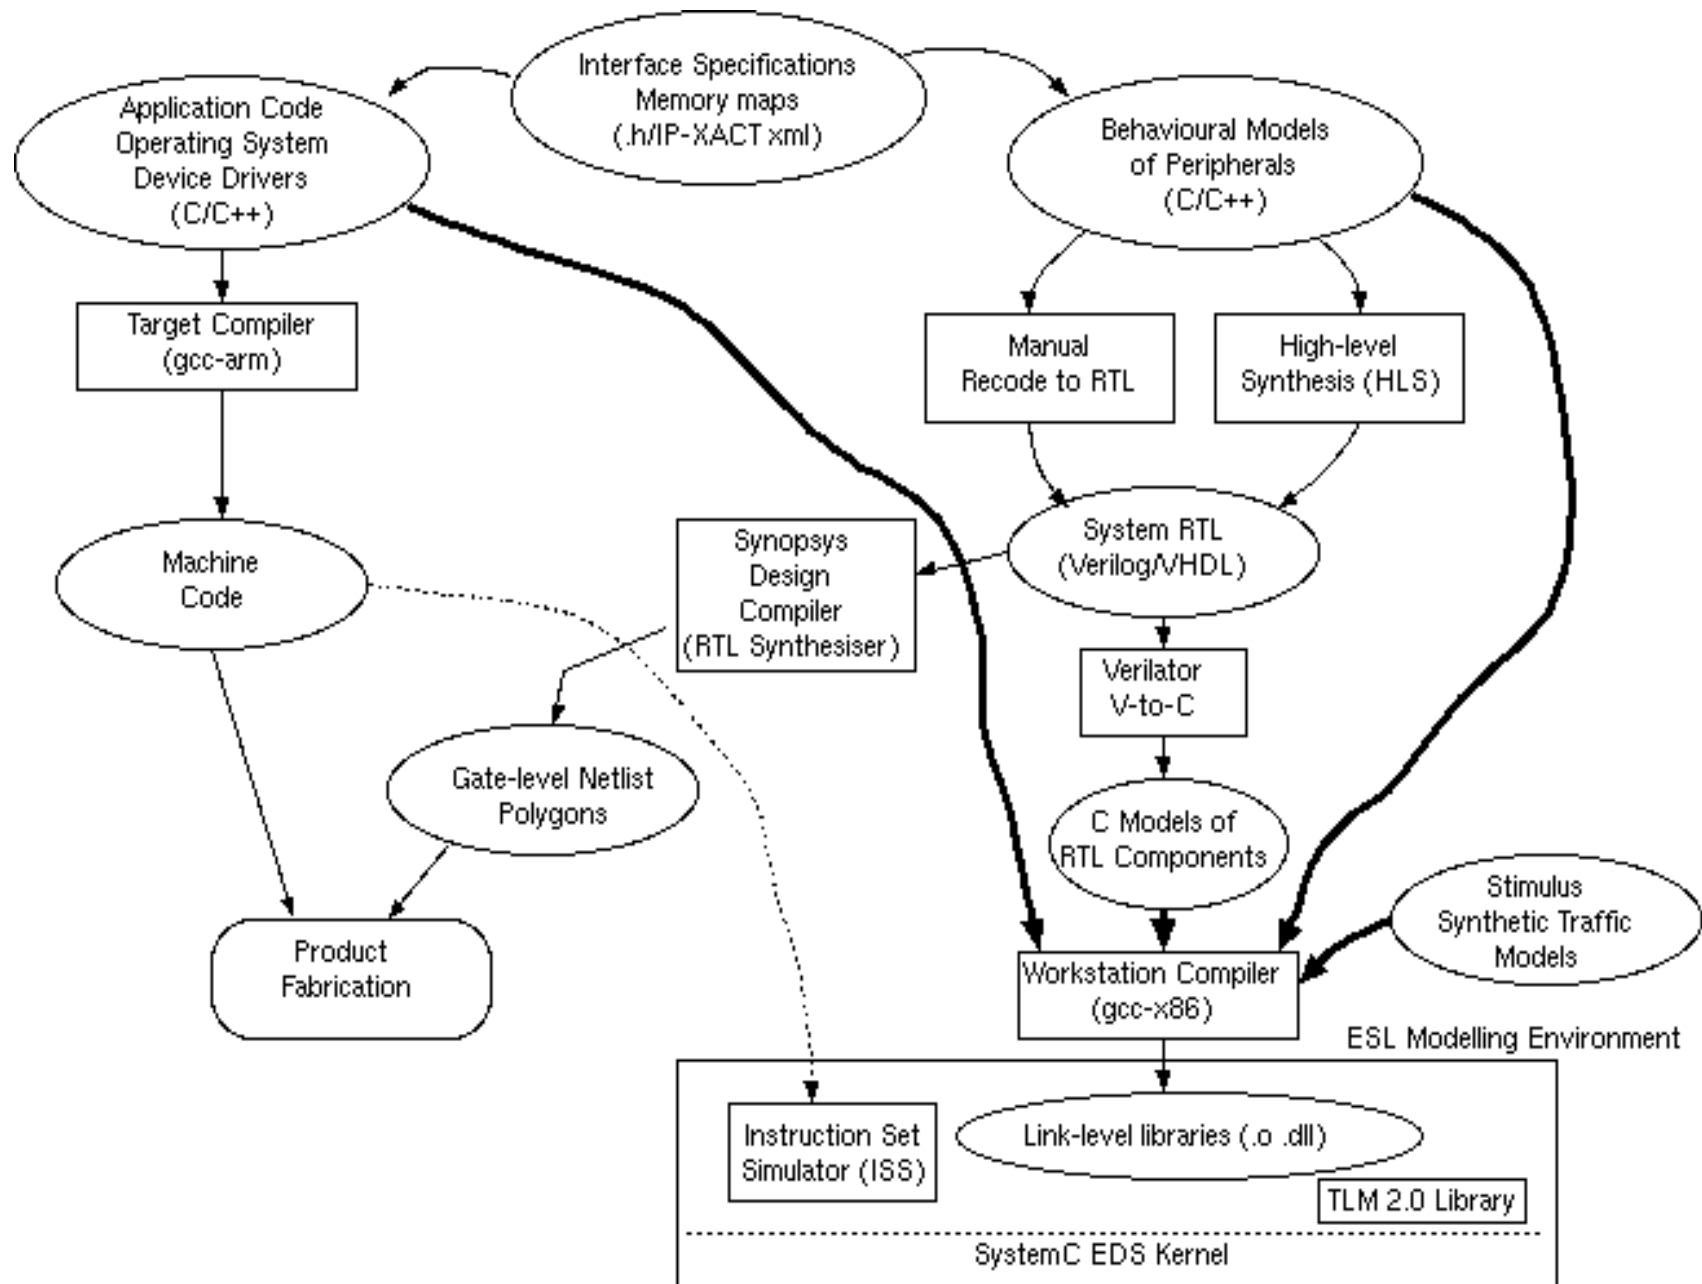 Interface Specifications
Memory maps
(.h/IP-XACT xml)
Application Code
Operating System
Device Drivers
(C/C++)
Behavioural Models
of Peripherals
(C/C++)
Target Compiler
(gcc-arm)
Manual
Recode to RTL
High-level
Synthesis (HLS)
Machine
Code
Synopsys
Design
Compiler
(RTL Synthesiser)
System RTL
(Verilog/VHDL)
Verilator
V-to-C
Gate-level Netlist
Polygons
C Models of
RTL Components
Stimulus
Synthetic Traffic
Models
Product
Fabrication
Workstation Compiler
(gcc-x86)
ESL Modelling Environment
Instruction Set
Simulator (ISS)
Link-level libraries (.o .dll)
TLM 2.0 Library
SystemC EDS Kernel